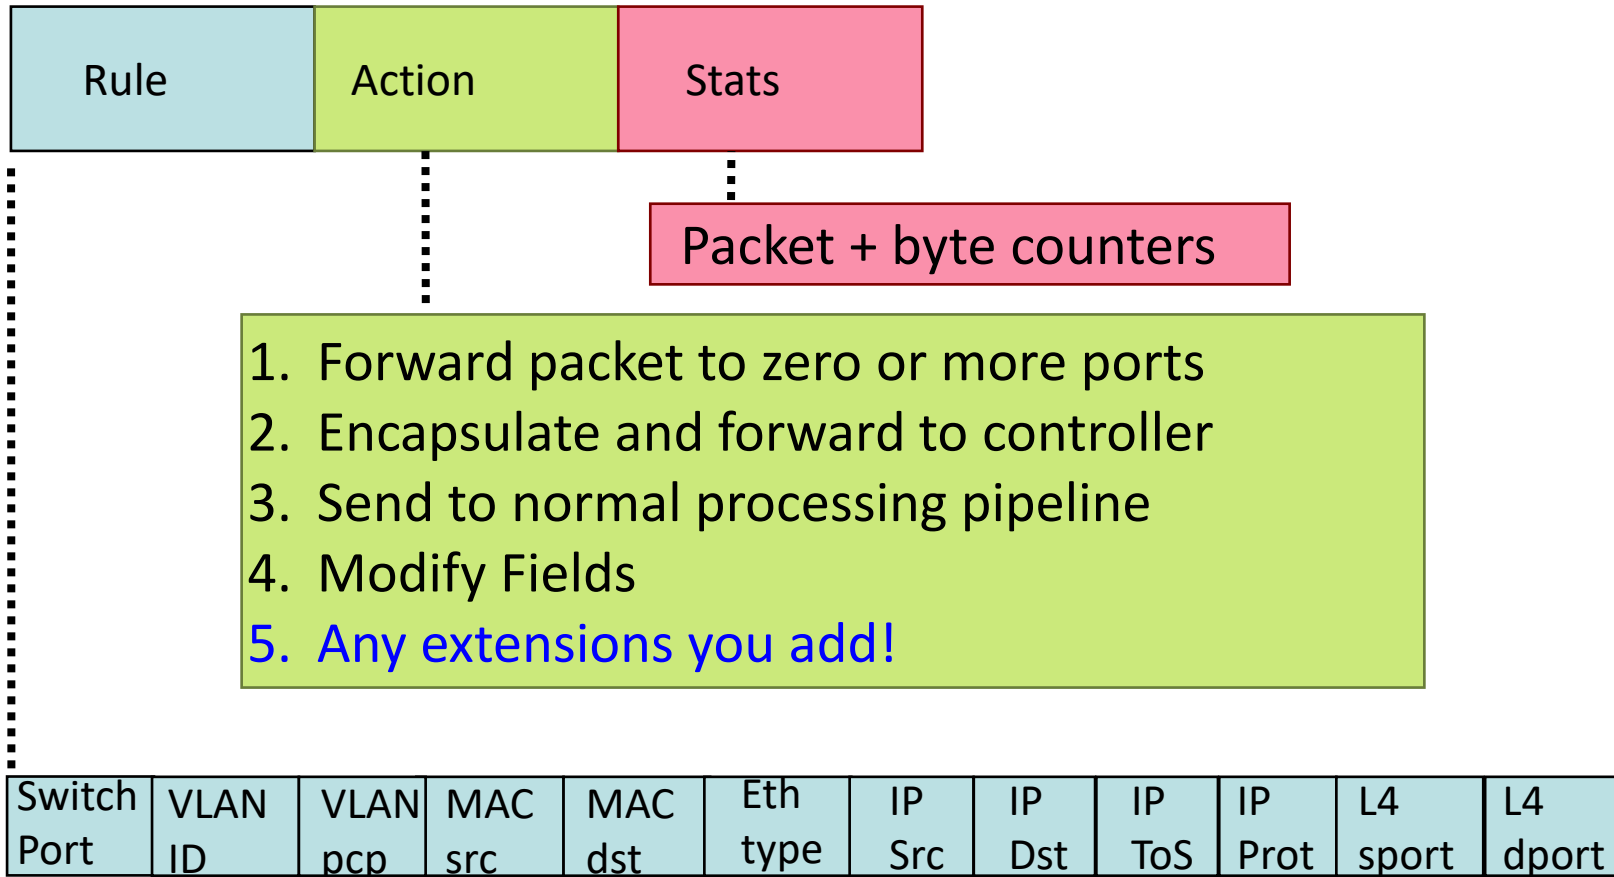 Rule Action Stats
Packet + byte counters
1. Forward packet to zero or more ports
2. Encapsulate and forward to controller
3. Send to normal processing pipeline
4. Modify Fields
5. Any extensions you add!
Switch Port
VLAN ID
VLAN pcp
MAC src
MAC dst
Eth type
IP Src
IP Dst
IP ToS
IP Prot
L4 sport
L4 dport